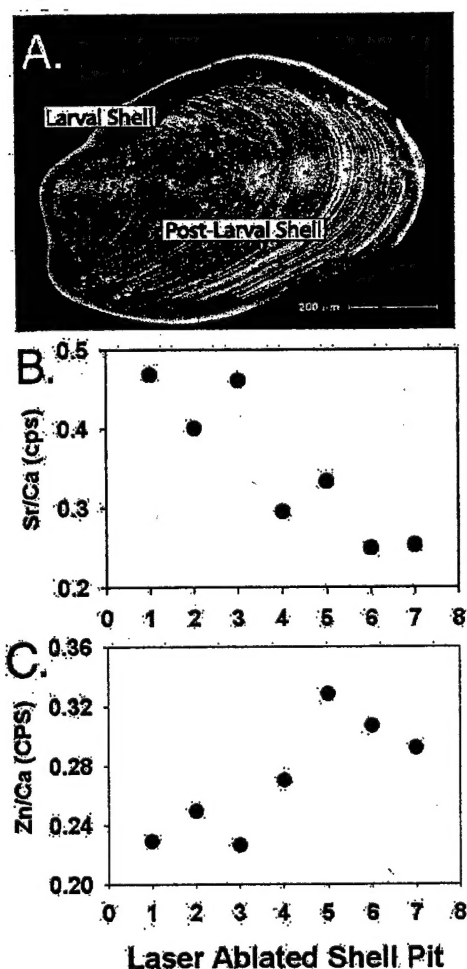 A.
Larval Shell
Post-Larval Shell
200 μm
B.
Sr/Ca (cps)
0.5
0.4
0.3
0.2
0 1 2 3 4 5 6 7 8
C.
Zn/Ca (CPS)
0.36
0.32
0.28
0.24
0.20
0 1 2 3 4 5 6 7 8
Laser Ablated Shell Pit